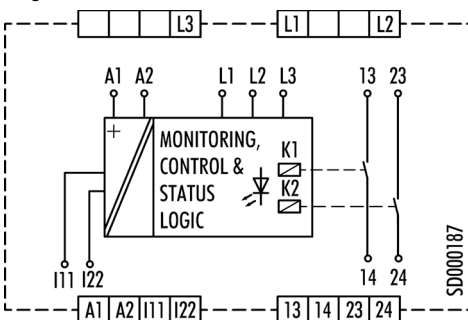 L3 L1 L2
A1 A2 L1 L2 L3 13 23
+
MONITORING,
CONTROL &
STATUS
LOGIC
K1
K2
I11 I22 14 24
A1 A2 I11 I22 13 14 23 24
SD000187